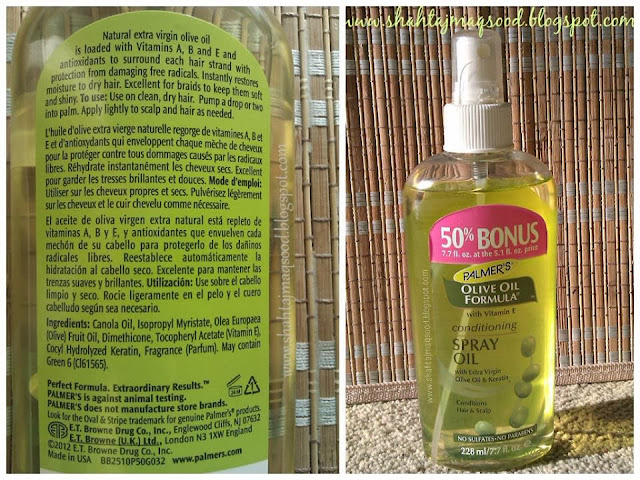 Natural extra virgin olive oil
is loaded with Vitamins A, B and E and
antioxidants to surround each hair strand with
protection from damaging free radicals. Instantly restores
moisture to dry hair. Excellent for braids to keep them soft
and shiny. To use: Use on clean, dry hair. Pump a drop or two
into palm. Apply lightly to scalp and hair as needed.
L'huile d'olive extra vierge naturelle regorge de vitamines A, B et
E et d'antioxydants qui enveloppent chaque mèche de cheveux
pour la protéger contre tous dommages causés par les radicaux
libres. Réhydrate instantanément les cheveux secs. Excellent
pour garder les tresses brillantes et douces. Mode d'emploi:
Utiliser sur les cheveux propres et secs. Pulvérisez légèrement
sur les cheveux et le cuir chevelu comme nécessaire.
El aceite de oliva virgen extra natural está repleto de
vitaminas A, B y E, y antioxidantes que envuelven cada
mechón de su cabello para protegerlo de los dañinos
radicales libres. Reestablece automáticamente la
hidratación al cabello seco. Excelente para mantener las
trenzas suaves y brillantes. Utilización: Use sobre el cabello
limpio y seco. Rocíe ligeramente en el pelo y el cuero
cabelludo según sea necesario.
Ingredients: Canola Oil, Isopropyl Myristate, Olea Europaea
(Olive) Fruit Oil, Dimethicone, Tocopheryl Acetate (Vitamin E),
Cocyl Hydrolyzed Keratin, Fragrance (Parfum). May contain
Green 6 (CI61565).
Perfect Formula. Extraordinary Results.™
PALMER'S is against animal testing.
PALMER'S does not manufacture store brands.
Look for the Oval & Stripe trademark for genuine Palmer's® products.
E.T. Browne Drug Co., Inc., Englewood Cliffs, NJ 07632
E.T. Browne (U.K.) Ltd., London N3 1XW England
©2012 E.T. Browne Drug Co., Inc.
Made in USA BB2510P50G032 www.palmers.com
24M
www.shahtajmaqsood.blogspot.com
www.shahtajmaqsood.blogspot.com
50% BONUS
7.7 fl. oz. at the 5.1 fl. oz. price
PALMER'S
OLIVE OIL
FORMULA
with Vitamin E
conditioning
SPRAY
OIL
with Extra Virgin
Olive Oil & Keratin
Conditions
Hair & Scalp
NO SULFATES·NO PARABENS
228 ml/7.7 fl. oz.
www.shahtajmaqsood.blogspot.com